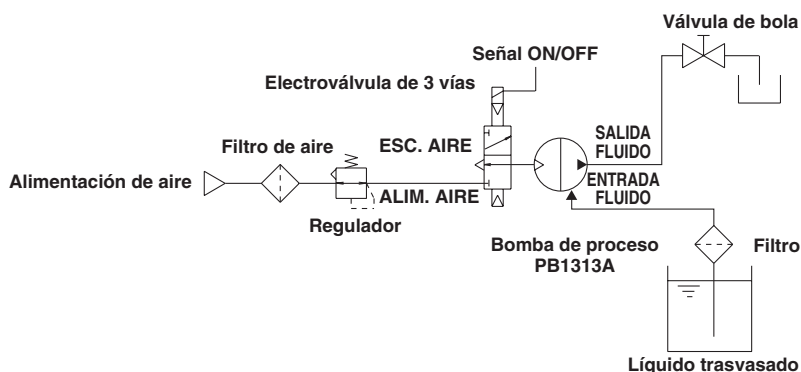 Válvula de bola
Señal ON/OFF
Electroválvula de 3 vías
SALIDA
FLUIDO
Filtro de aire
ESC. AIRE
Alimentación de aire
ALIM. AIRE
ENTRADA
FLUIDO
Regulador
Bomba de proceso
PB1313A
Filtro
Líquido trasvasado